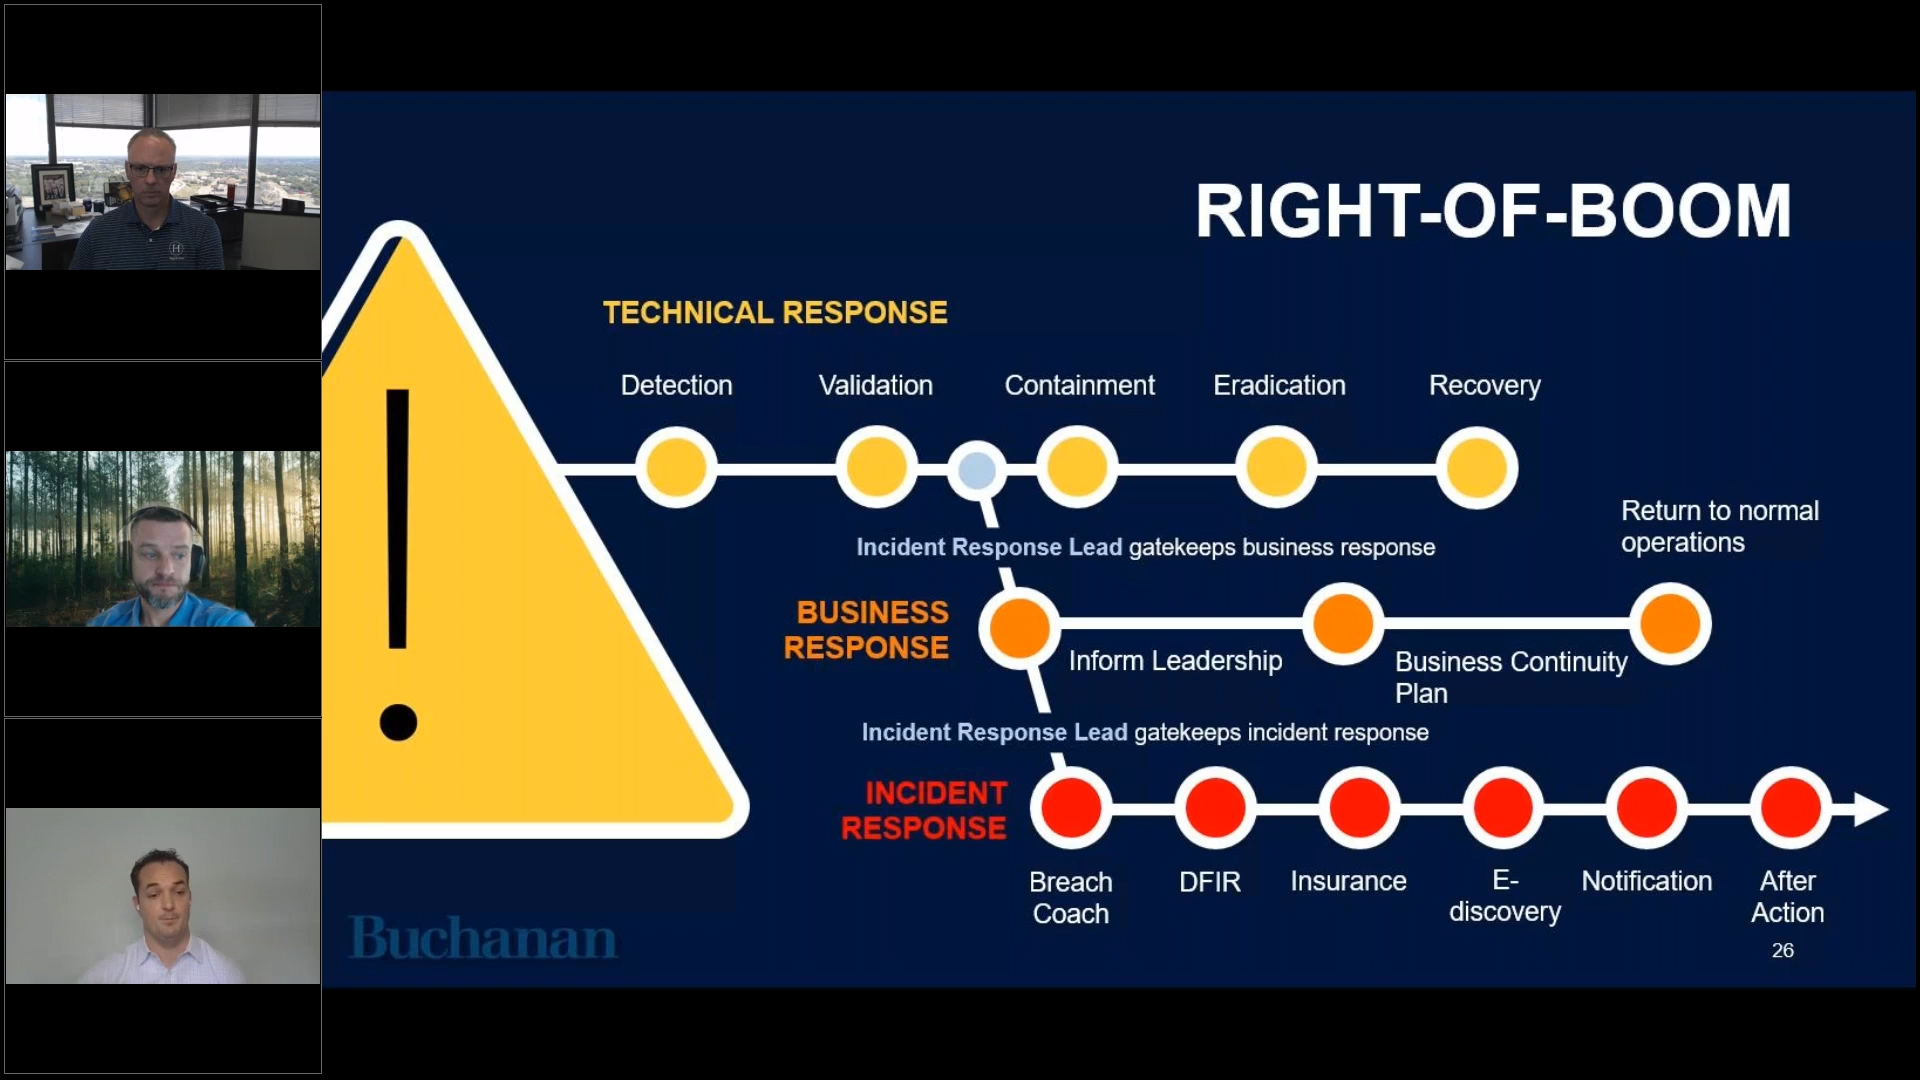 RIGHT-OF-BOOM
TECHNICAL RESPONSE
Detection
Validation
Containment
Eradication
Recovery
Incident Response Lead gatekeeps business response
Return to normal
operations
BUSINESS
RESPONSE
Inform Leadership
Business Continuity
Plan
Incident Response Lead gatekeeps incident response
INCIDENT
RESPONSE
Breach
Coach
DFIR
Insurance
E-
discovery
Notification
After
Action
Buchanan
26